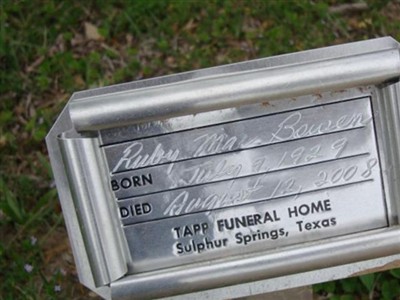 Ruby Mae Bowen
BORN July 7, 1929
DIED August 12, 2008
TAPP FUNERAL HOME
Sulphur Springs, Texas